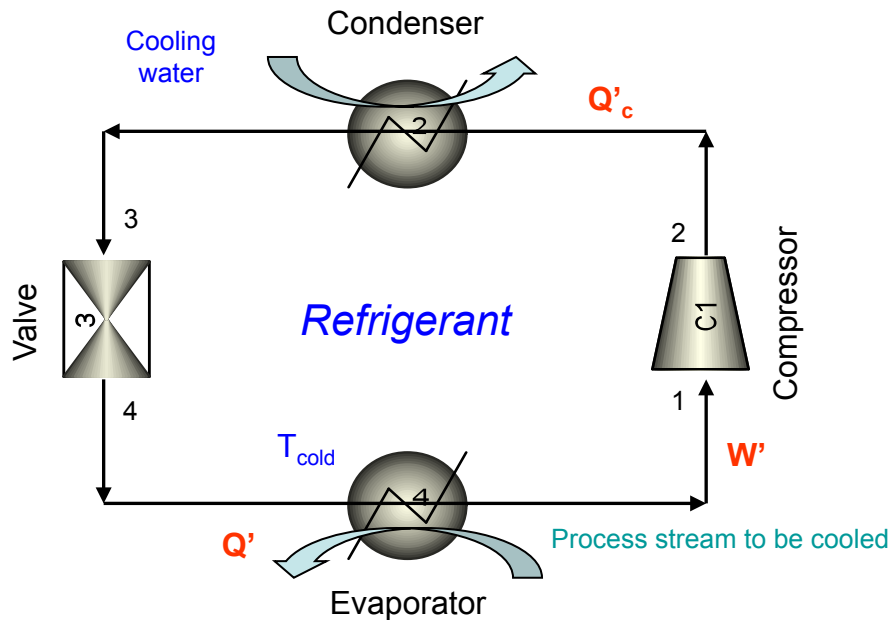 Condenser
Cooling
water
2
Q’c
3
2
Valve
3
Refrigerant
C1
Compressor
4
1
Tcold
4
W’
Q’
Process stream to be cooled
Evaporator